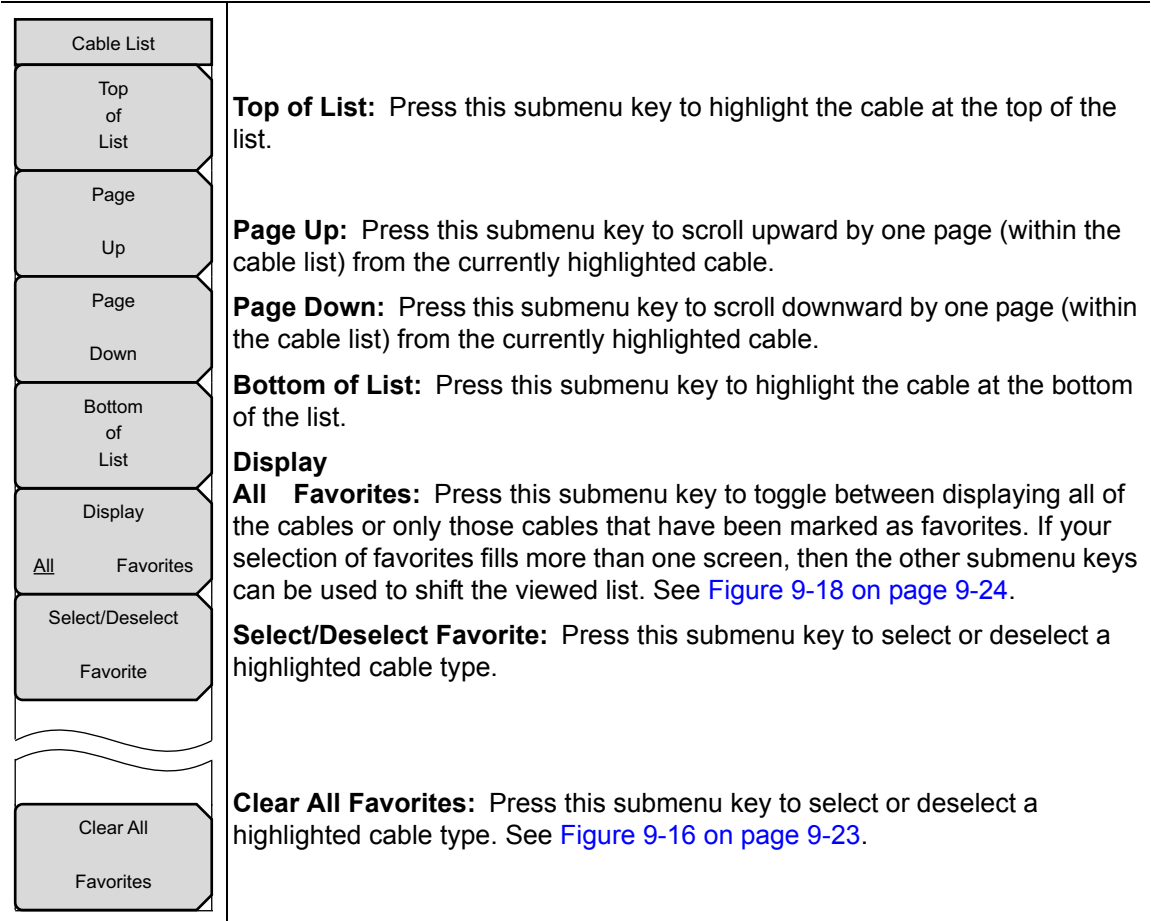 Cable List
Top
of
List
Page
Up
Page
Down
Bottom
of
List
Display
All Favorites
Select/Deselect
Favorite
Clear All
Favorites
Top of List: Press this submenu key to highlight the cable at the top of the
list.
Page Up: Press this submenu key to scroll upward by one page (within the
cable list) from the currently highlighted cable.
Page Down: Press this submenu key to scroll downward by one page (within
the cable list) from the currently highlighted cable.
Bottom of List: Press this submenu key to highlight the cable at the bottom
of the list.
Display
All Favorites: Press this submenu key to toggle between displaying all of
the cables or only those cables that have been marked as favorites. If your
selection of favorites fills more than one screen, then the other submenu keys
can be used to shift the viewed list. See Figure 9-18 on page 9-24.
Select/Deselect Favorite: Press this submenu key to select or deselect a
highlighted cable type.
Clear All Favorites: Press this submenu key to select or deselect a
highlighted cable type. See Figure 9-16 on page 9-23.